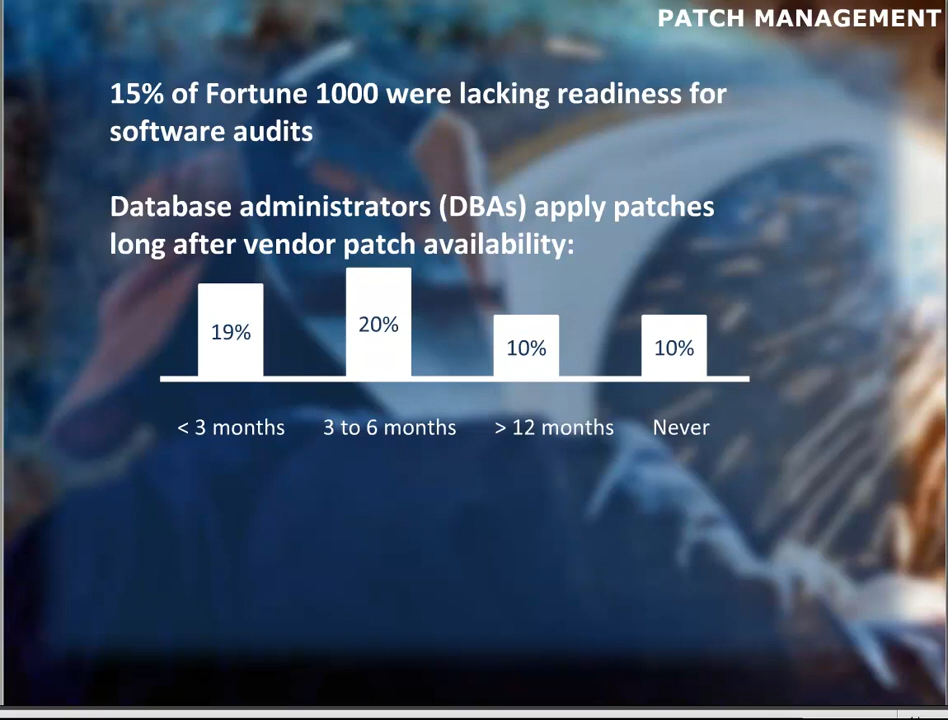 PATCH MANAGEMENT
15% of Fortune 1000 were lacking readiness for
software audits
Database administrators (DBAs) apply patches
long after vendor patch availability:
19%
20%
10%
10%
< 3 months
3 to 6 months
> 12 months
Never